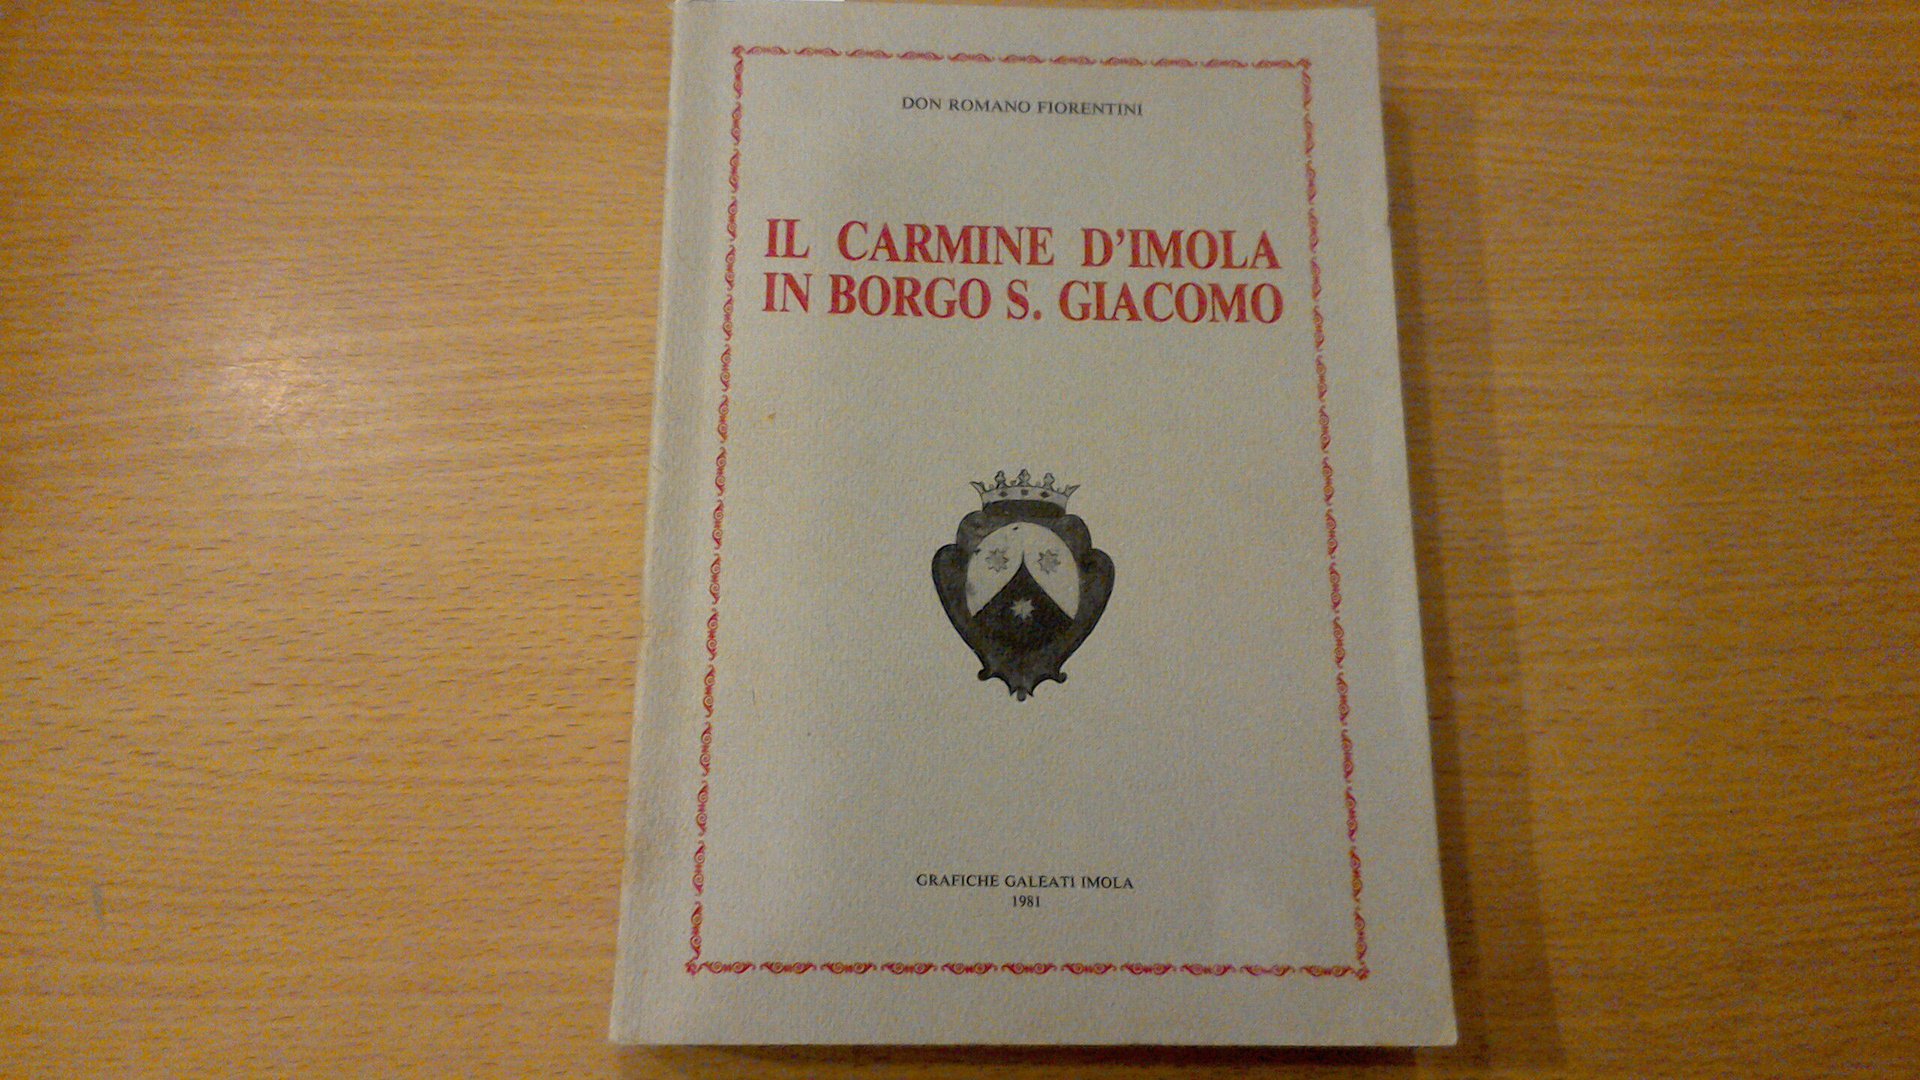 DON ROMANO FIORENTINI
IL CARMINE D'IMOLA
IN BORGO S. GIACOMO
GRAFICHE GALEATI IMOLA
1981